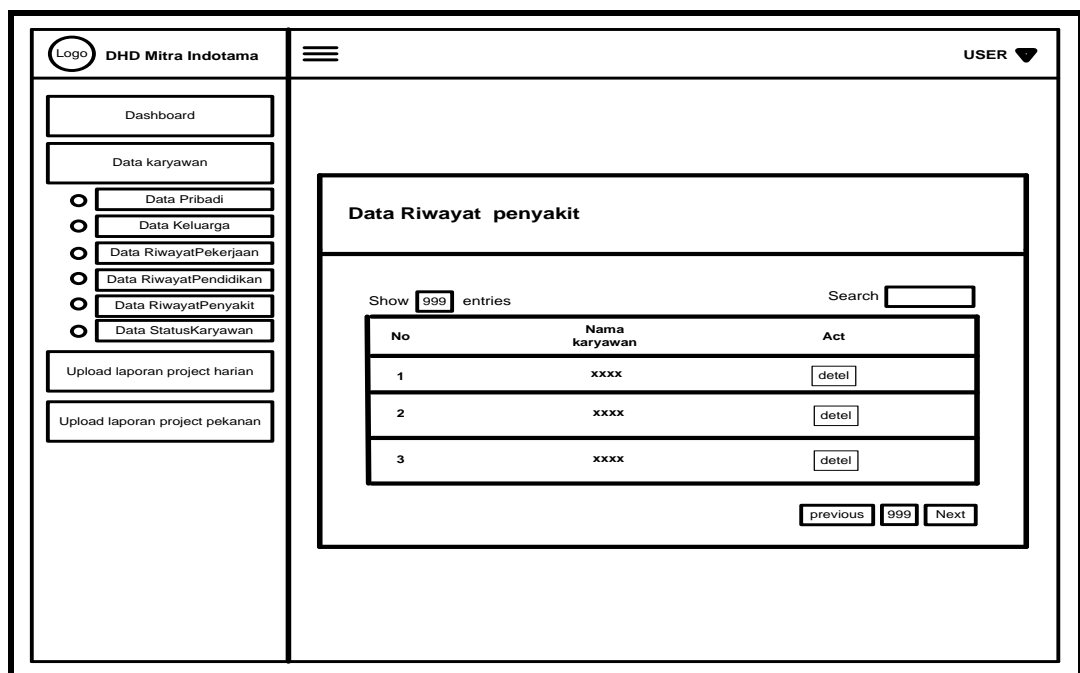 Logo DHD Mitra Indotama
USER
Dashboard
Data karyawan
Data Pribadi
Data Keluarga
Data RiwayatPekerjaan
Data RiwayatPendidikan
Data RiwayatPenyakit
Data StatusKaryawan
Upload laporan project harian
Upload laporan project pekanan
Data Riwayat penyakit
Show 999 entries
Search
No Nama karyawan Act
1 xxxx detel
2 xxxx detel
3 xxxx detel
previous 999 Next